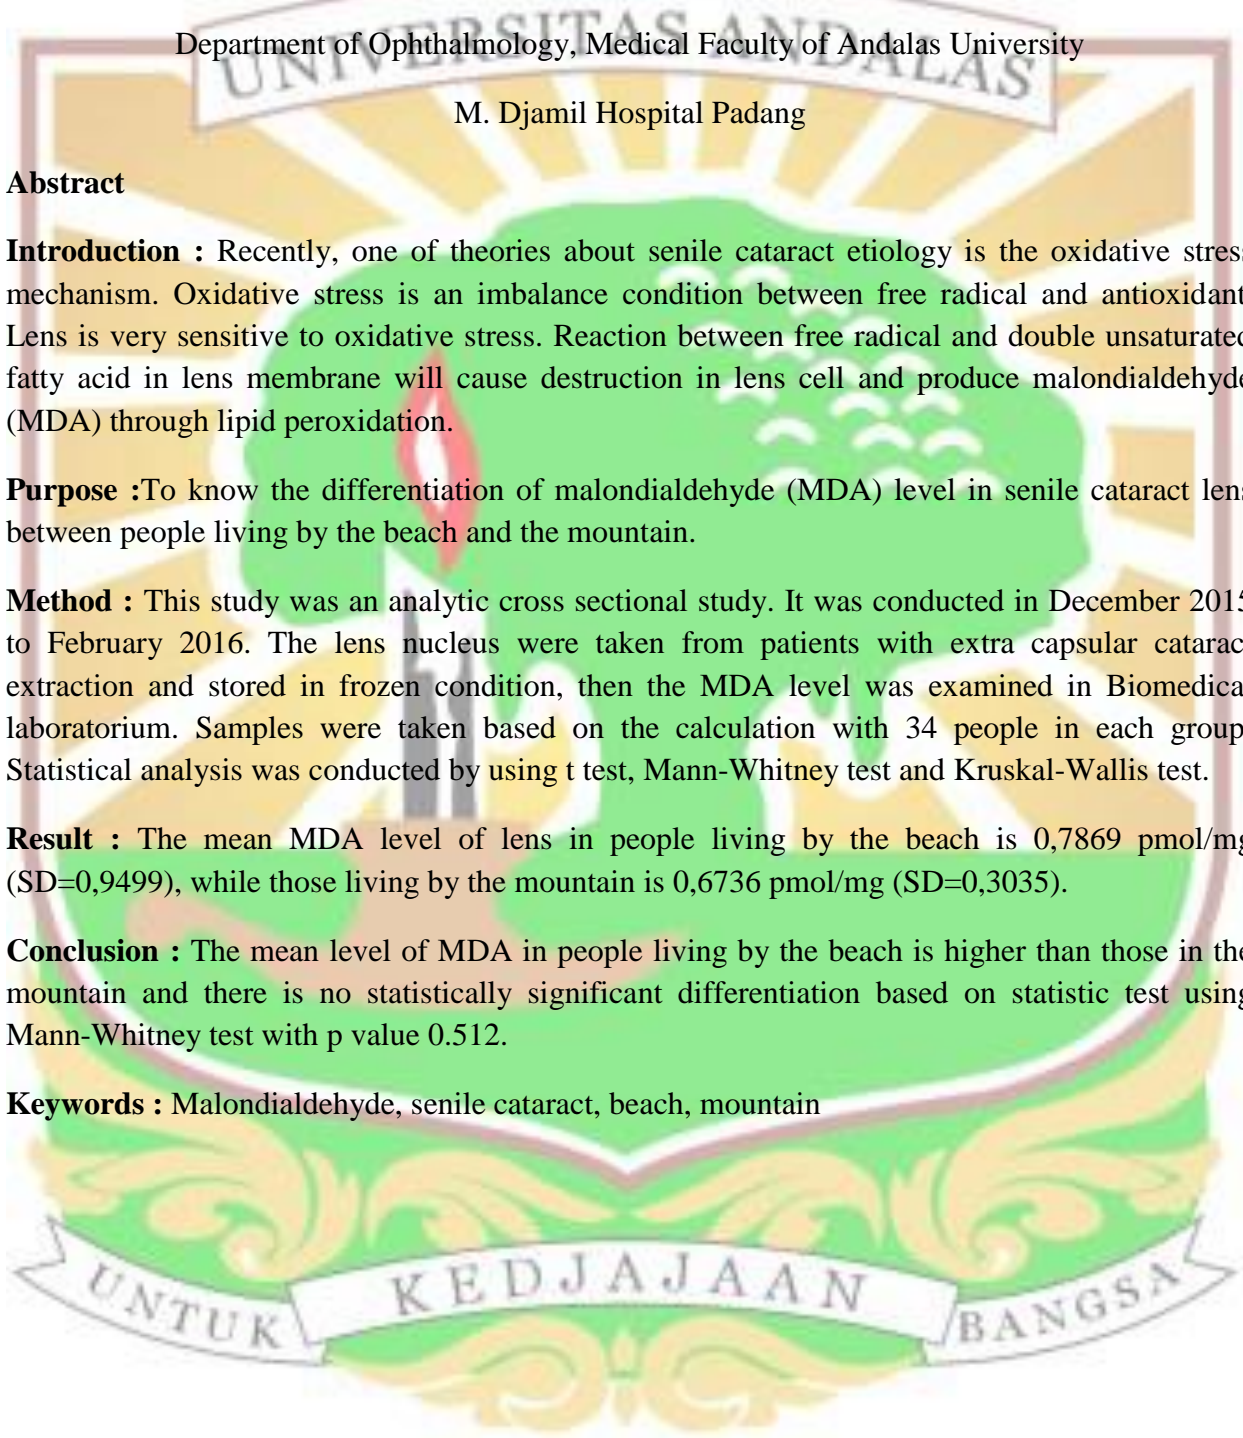 UNIVERSITAS ANDALAS
Department of Ophthalmology, Medical Faculty of Andalas University
M. Djamil Hospital Padang
Abstract
Introduction : Recently, one of theories about senile cataract etiology is the oxidative stress
mechanism. Oxidative stress is an imbalance condition between free radical and antioxidant
Lens is very sensitive to oxidative stress. Reaction between free radical and double unsaturated
fatty acid in lens membrane will cause destruction in lens cell and produce malondialdehyde
(MDA) through lipid peroxidation.
Purpose :To know the differentiation of malondialdehyde (MDA) level in senile cataract lens
between people living by the beach and the mountain.
Method : This study was an analytic cross sectional study. It was conducted in December 2015
to February 2016. The lens nucleus were taken from patients with extra capsular catarac
extraction and stored in frozen condition, then the MDA level was examined in Biomedica
laboratorium. Samples were taken based on the calculation with 34 people in each group
Statistical analysis was conducted by using t test, Mann-Whitney test and Kruskal-Wallis test.
Result : The mean MDA level of lens in people living by the beach is 0,7869 pmol/mg
(SD=0,9499), while those living by the mountain is 0,6736 pmol/mg (SD=0,3035).
Conclusion : The mean level of MDA in people living by the beach is higher than those in the
mountain and there is no statistically significant differentiation based on statistic test using
Mann-Whitney test with p value 0.512.
Keywords : Malondialdehyde, senile cataract, beach, mountain
UNTUK KEDJAJAAN BANGSA